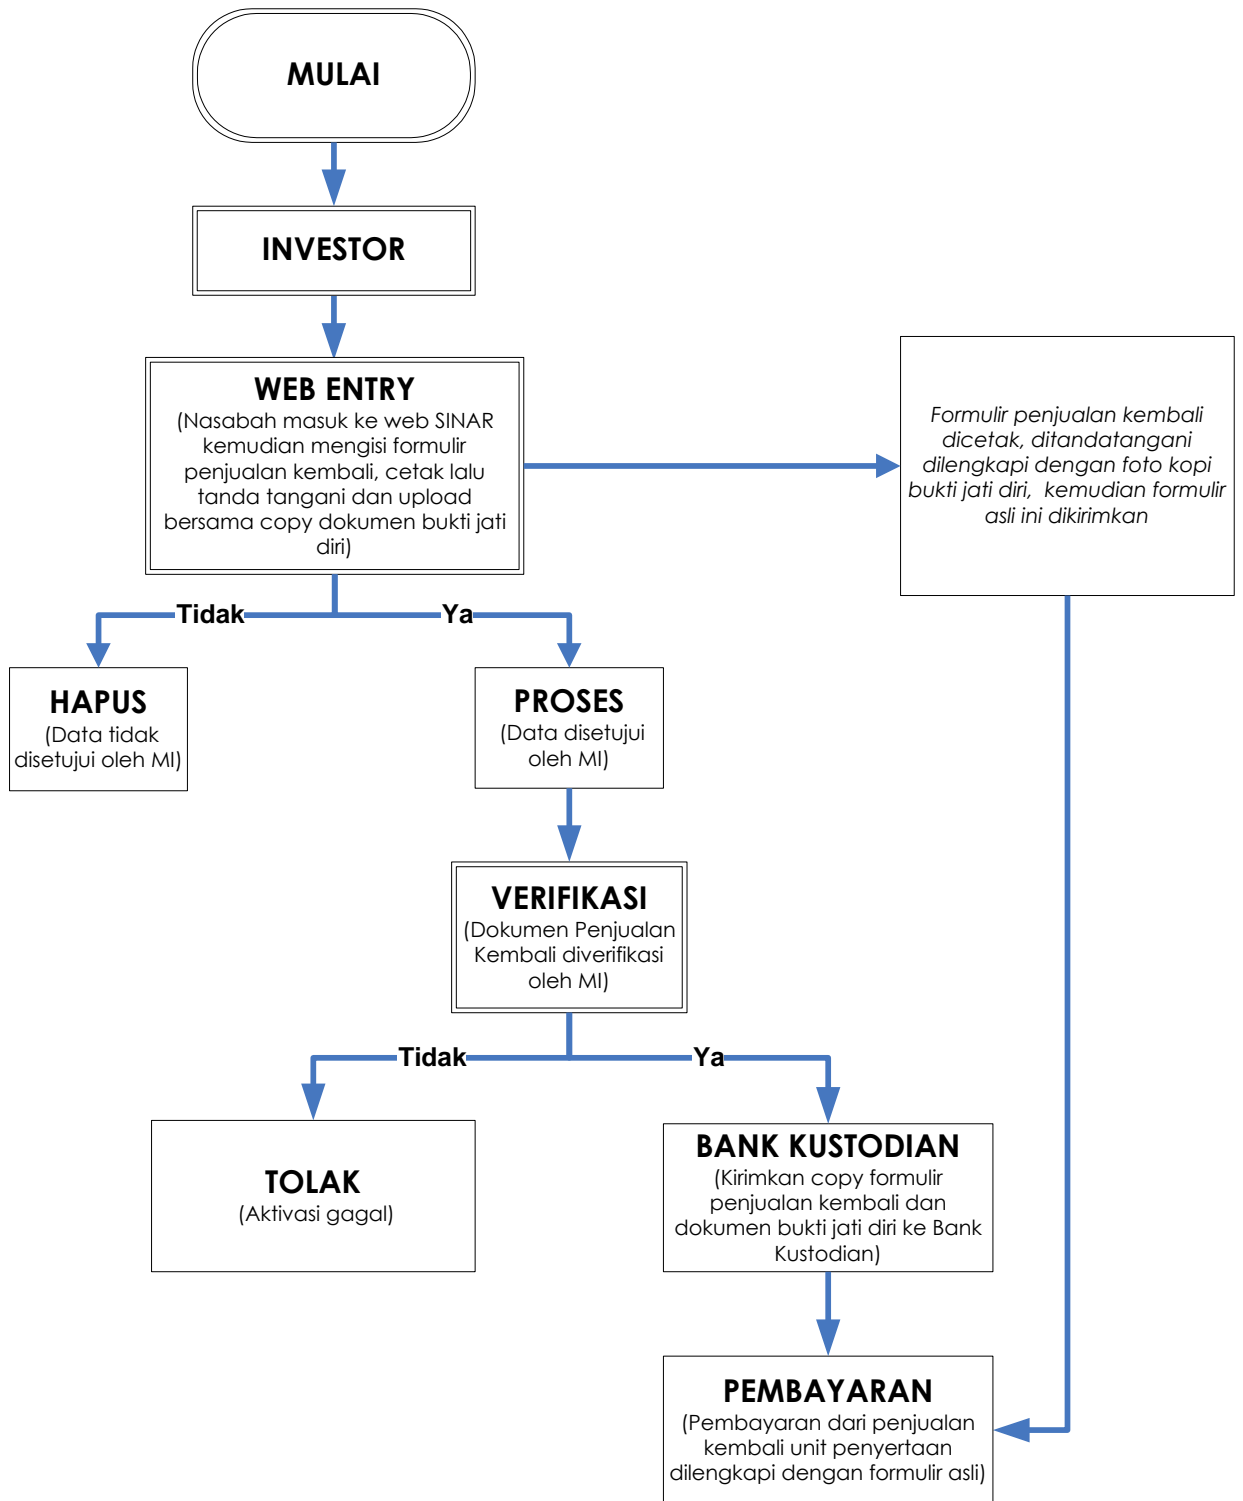 MULAI
INVESTOR
WEB ENTRY
(Nasabah masuk ke web SINAR
kemudian mengisi formulir
penjualan kembali, cetak lalu
tanda tangani dan upload
bersama copy dokumen bukti jati
diri)
Formulir penjualan kembali
dicetak, ditandatangani
dilengkapi dengan foto kopi
bukti jati diri,  kemudian formulir
asli ini dikirimkan
Tidak
Ya
HAPUS
(Data tidak
disetujui oleh MI)
PROSES
(Data disetujui
oleh MI)
VERIFIKASI
(Dokumen Penjualan
Kembali diverifikasi
oleh MI)
Tidak
Ya
TOLAK
(Aktivasi gagal)
BANK KUSTODIAN
(Kirimkan copy formulir
penjualan kembali dan
dokumen bukti jati diri ke Bank
Kustodian)
PEMBAYARAN
(Pembayaran dari penjualan
kembali unit penyertaan
dilengkapi dengan formulir asli)